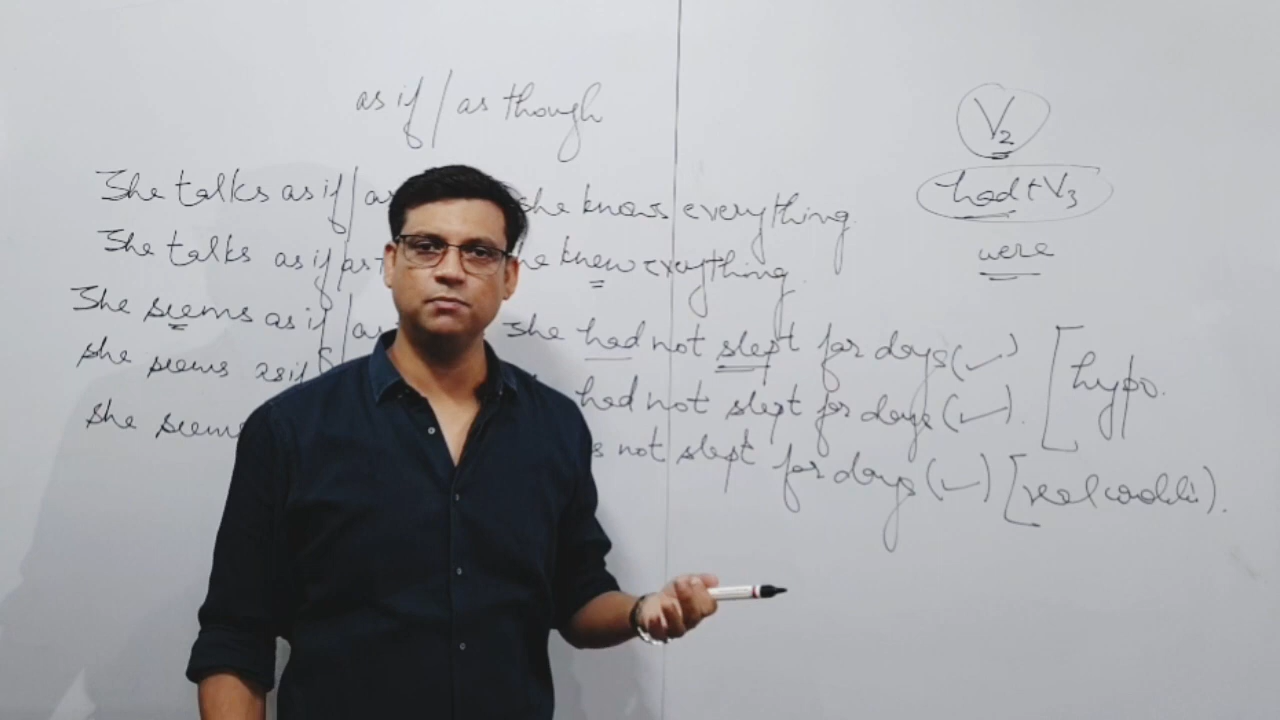 as if / as though
V2
She talks as if / as she knows everything.
had + V3
She talks as if / as knew everything.
were
She seems as if / as She had not slept for days (✓)
she seems as if had not slept for days (✓).
[hypo.
she seems not slept for days (✓) [real